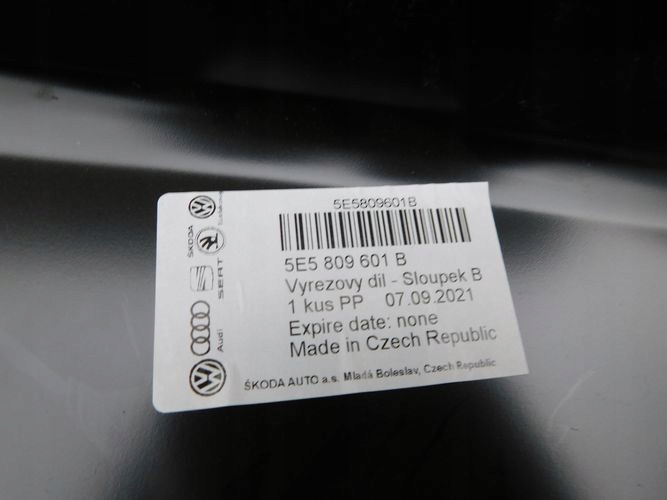 5E5809601B
5E5 809 601 B
Vyrezovy dil - Sloupek B
1 kus PP 07.09.2021
Expire date: none
Made in Czech Republic
ŠKODA AUTO a.s. Mladá Boleslav, Czech Republic
ŠKODA
SEAT
Audi